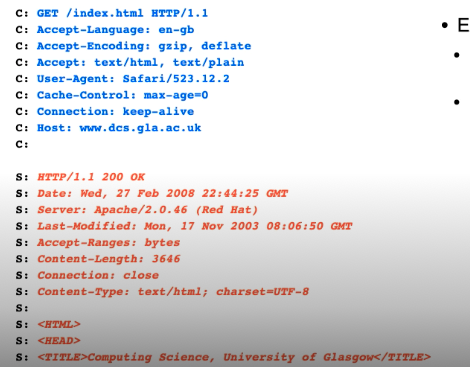 C: GET /index.html HTTP/1.1
C: Accept-Language: en-gb
C: Accept-Encoding: gzip, deflate
C: Accept: text/html, text/plain
C: User-Agent: Safari/523.12.2
C: Cache-Control: max-age=0
C: Connection: keep-alive
C: Host: www.dcs.gla.ac.uk
C:
S: HTTP/1.1 200 OK
S: Date: Wed, 27 Feb 2008 22:44:25 GMT
S: Server: Apache/2.0.46 (Red Hat)
S: Last-Modified: Mon, 17 Nov 2003 08:06:50 GMT
S: Accept-Ranges: bytes
S: Content-Length: 3646
S: Connection: close
S: Content-Type: text/html; charset=UTF-8
S:
S: <HTML>
S: <HEAD>
S: <TITLE>Computing Science, University of Glasgow</TITLE>
• E
•
•